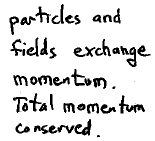 particles and
fields exchange
momentum.
Total momentum
conserved.